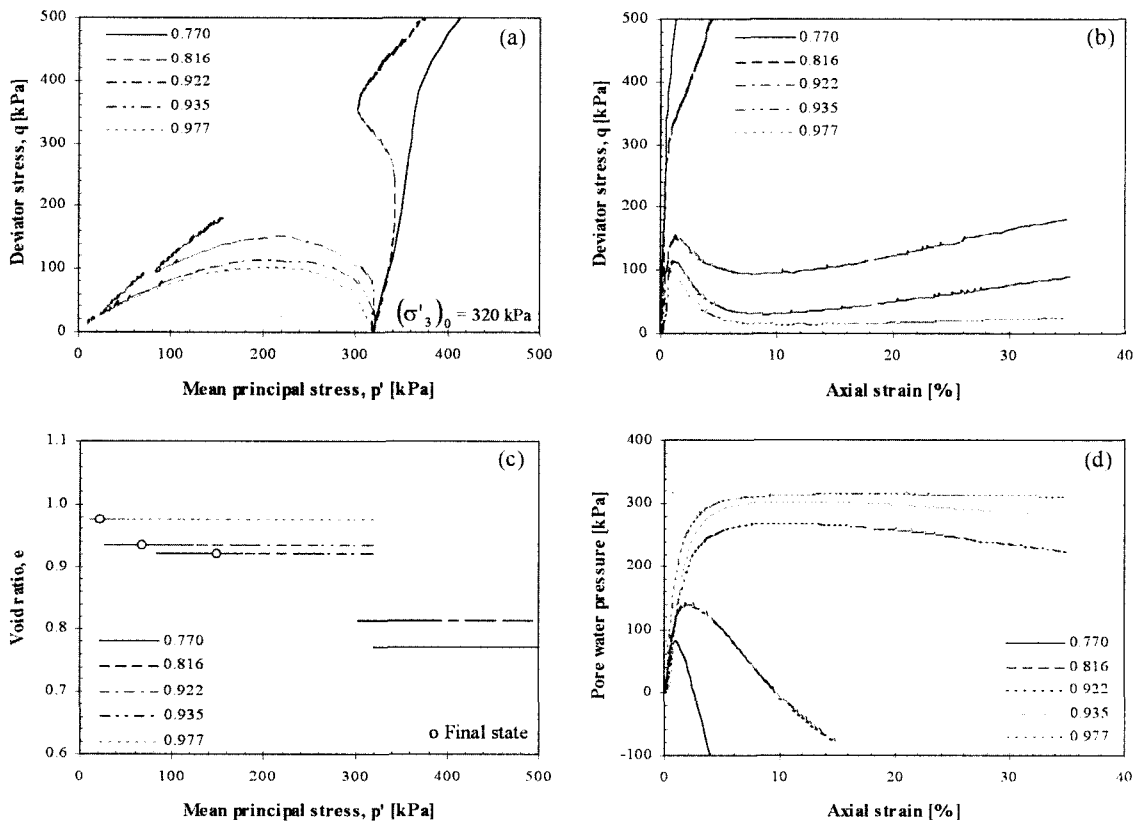 (a)
500
400
300
200
100
0
Deviator stress, q [kPa]
0.770
0.816
0.922
0.935
0.977
(σ'3)0 = 320 kPa
0 100 200 300 400 500
Mean principal stress, p' [kPa]
(b)
500
400
300
200
100
0
Deviator stress, q [kPa]
0.770
0.816
0.922
0.935
0.977
0 10 20 30 40
Axial strain [%]
(c)
1.1
1.0
0.9
0.8
0.7
0.6
Void ratio, e
0.770
0.816
0.922
0.935
0.977
o Final state
0 100 200 300 400 500
Mean principal stress, p' [kPa]
(d)
400
300
200
100
0
-100
Pore water pressure [kPa]
0.770
0.816
0.922
0.935
0.977
0 10 20 30 40
Axial strain [%]